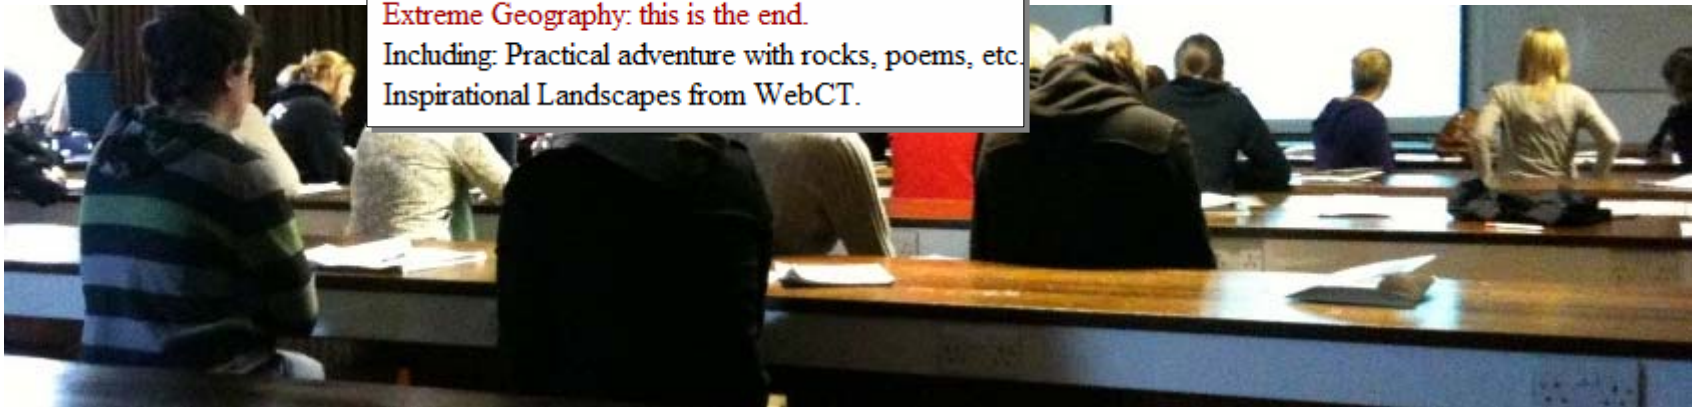 Extreme Geography: this is the end.
Including: Practical adventure with rocks, poems, etc.
Inspirational Landscapes from WebCT.